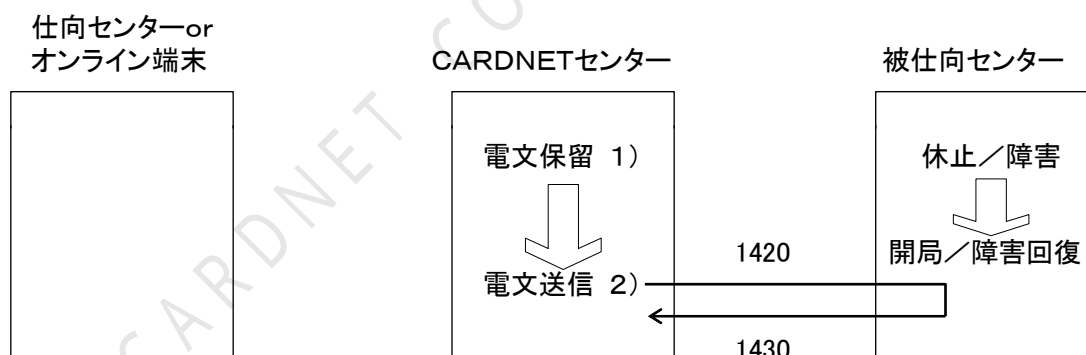 仕向センターor
オンライン端末
CARDNETセンター
被仕向センター
電文保留 1)
休止/障害
1420
開局/障害回復
電文送信 2)
1430
CARDNET CO